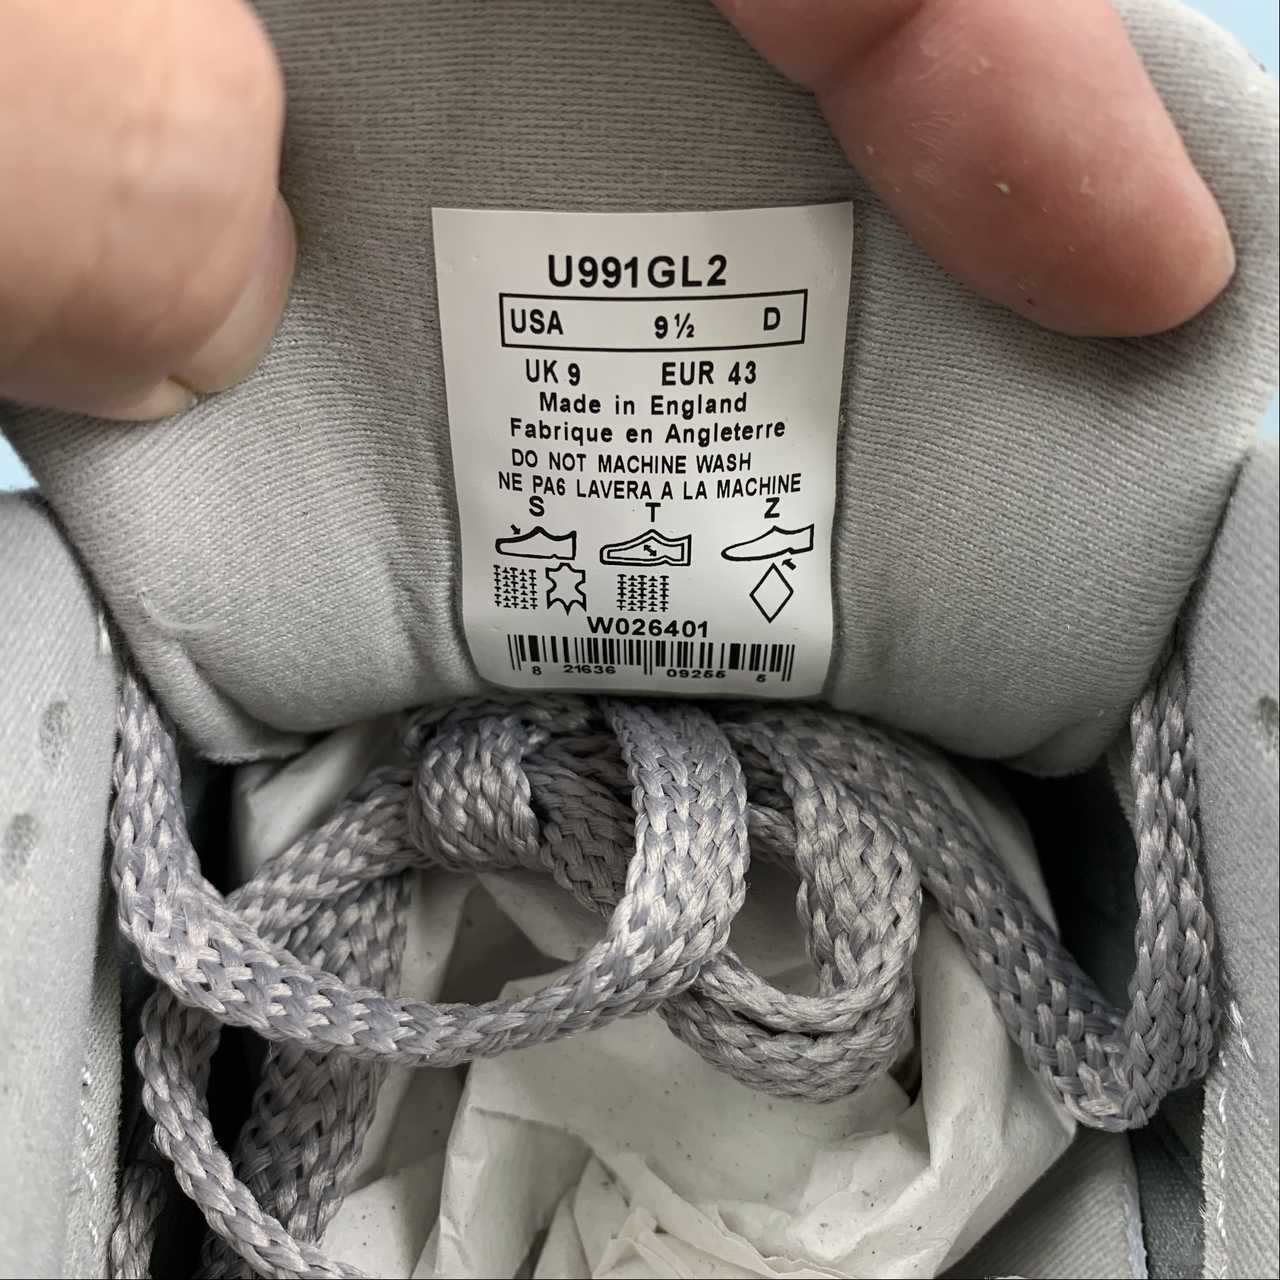 U991GL2
USA 9½ D
UK 9 EUR 43
Made in England
Fabrique en Angleterre
DO NOT MACHINE WASH
NE PA6 LAVERA A LA MACHINE
S T Z
W026401
8 21636 09255 5